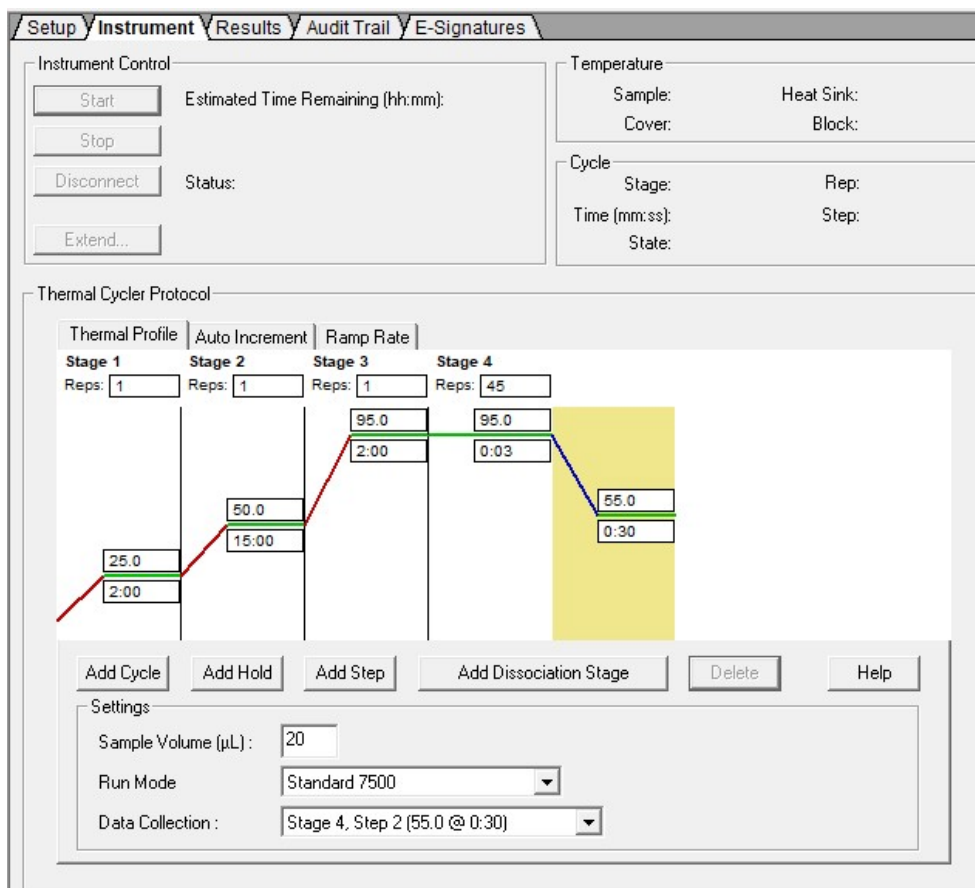 Setup Instrument Results Audit Trail E-Signatures
Instrument Control
Start Estimated Time Remaining (hh:mm):
Stop
Disconnect Status:
Extend...
Temperature
Sample: Heat Sink:
Cover: Block:
Cycle
Stage: Rep:
Time (mm:ss): Step:
State:
Thermal Cycler Protocol
Thermal Profile Auto Increment Ramp Rate
Stage 1 Stage 2 Stage 3 Stage 4
Reps: 1 Reps: 1 Reps: 1 Reps: 45
95.0 95.0
2:00 0:03
50.0 55.0
15:00 0:30
25.0
2:00
Add Cycle Add Hold Add Step Add Dissociation Stage Delete Help
Settings
Sample Volume (µL) : 20
Run Mode Standard 7500
Data Collection : Stage 4, Step 2 (55.0 @ 0:30)